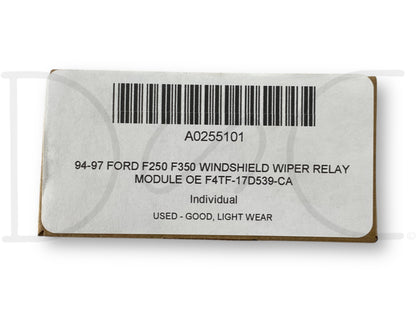 A0255101
94-97 FORD F250 F350 WINDSHIELD WIPER RELAY
MODULE OE F4TF-17D539-CA
Individual
USED - GOOD, LIGHT WEAR